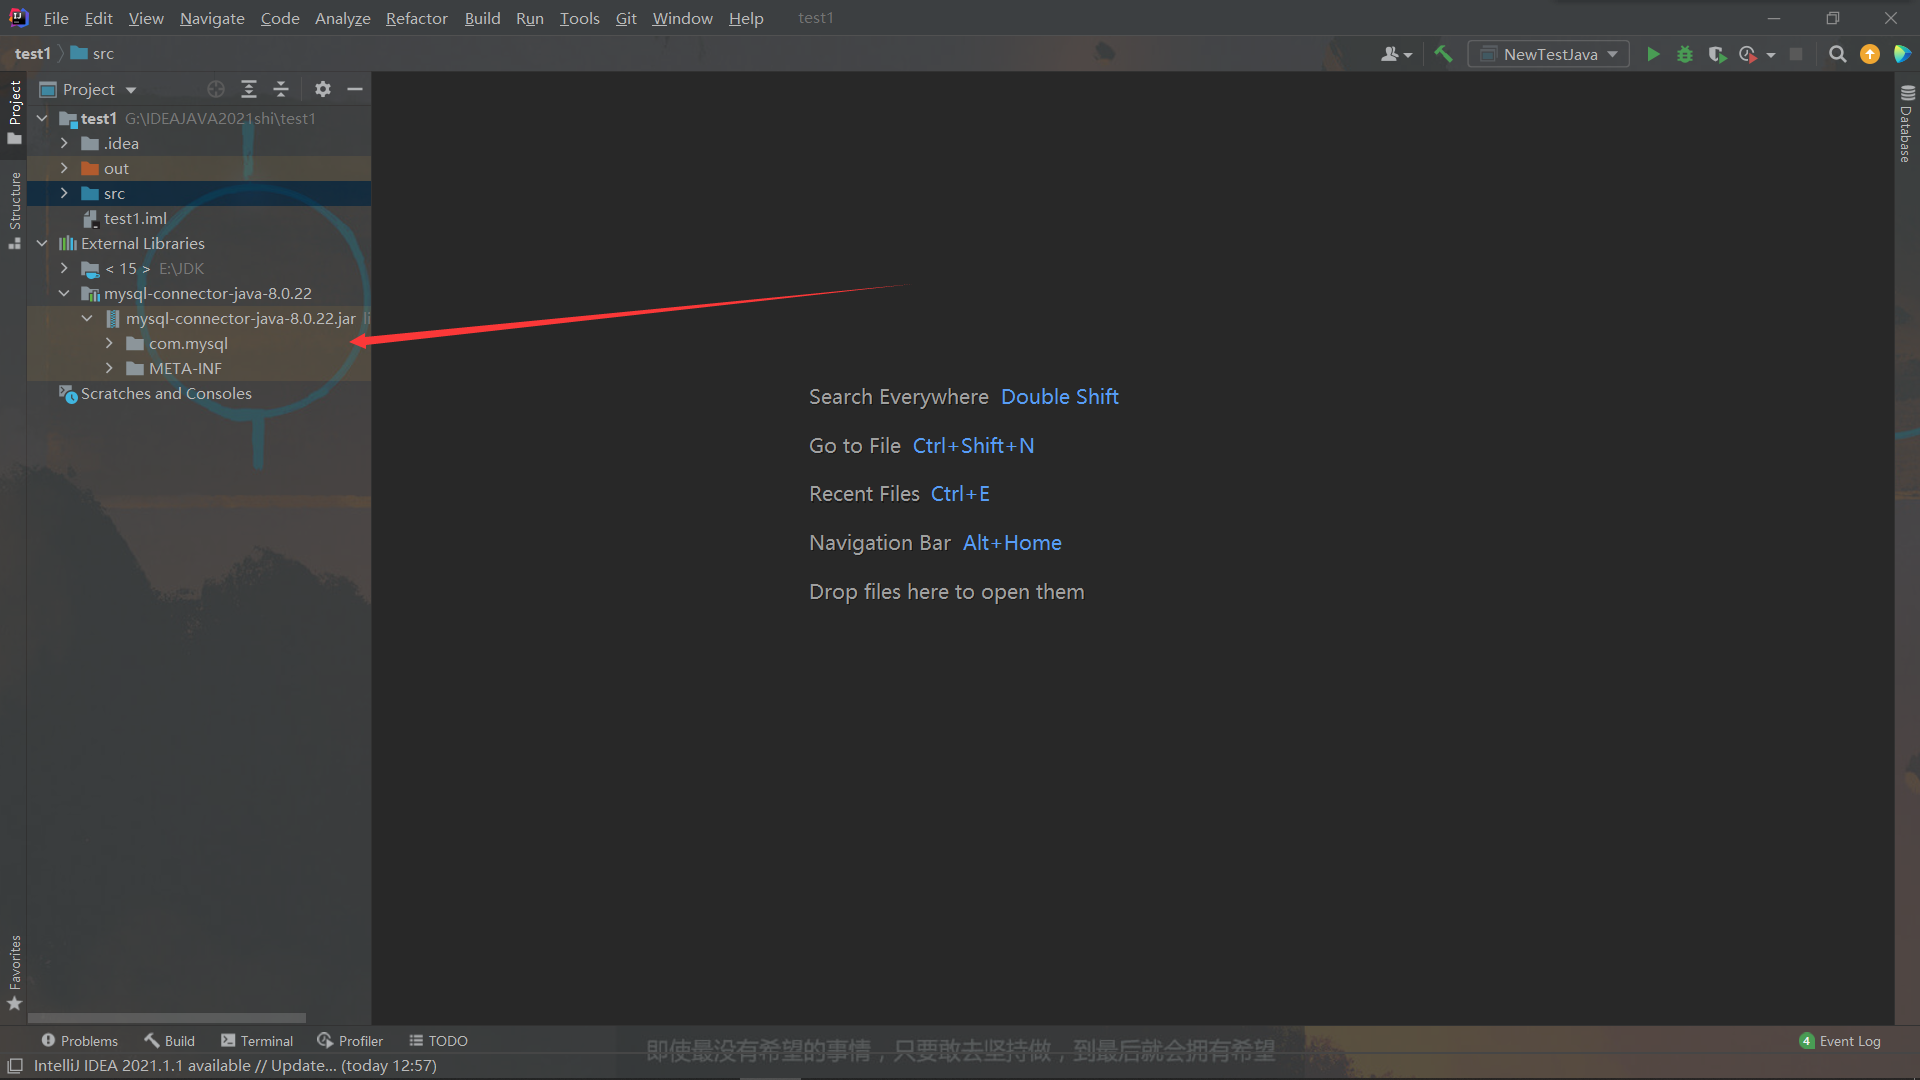 File Edit View Navigate Code Analyze Refactor Build Run Tools Git Window Help test1
test1 src
NewTestJava
Project
Project
test1 G:\IDEAJAVA2021shi\test1
.idea
out
src
test1.iml
External Libraries
< 15 > E:\JDK
mysql-connector-java-8.0.22
mysql-connector-java-8.0.22.jar li
com.mysql
META-INF
Scratches and Consoles
Structure
Favorites
Database
Search Everywhere Double Shift
Go to File Ctrl+Shift+N
Recent Files Ctrl+E
Navigation Bar Alt+Home
Drop files here to open them
Problems Build Terminal Profiler TODO
即使最没有希望的事情，只要敢去坚持做，到最后就会拥有希望
4 Event Log
IntelliJ IDEA 2021.1.1 available // Update... (today 12:57)